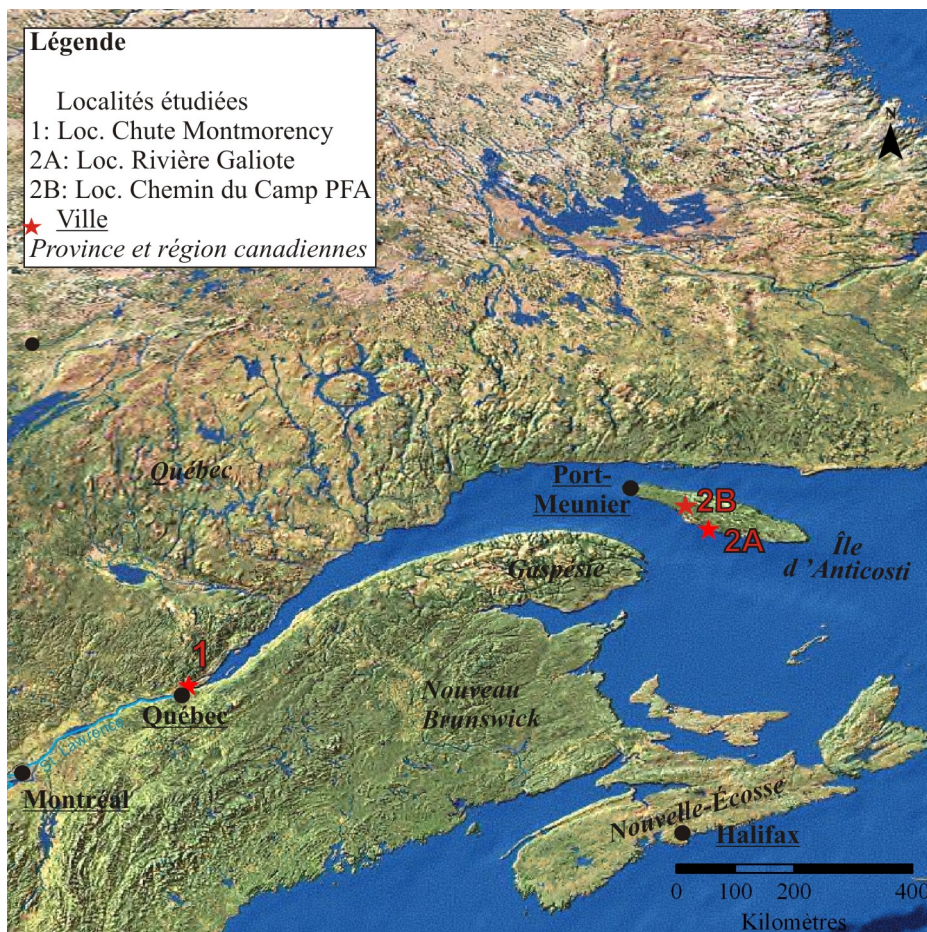 Légende
Localités étudiées
1: Loc. Chute Montmorency
2A: Loc. Rivière Galiote
2B: Loc. Chemin du Camp PFA
Ville
Province et région canadiennes
N
Québec
Port-
Meunier
2B
2A
Île
d 'Anticosti
Gaspésie
1
Nouveau
Brunswick
Québec
St. Lawrence
Montréal
Nouvelle-Écosse
Halifax
0 100 200 400
Kilomètres